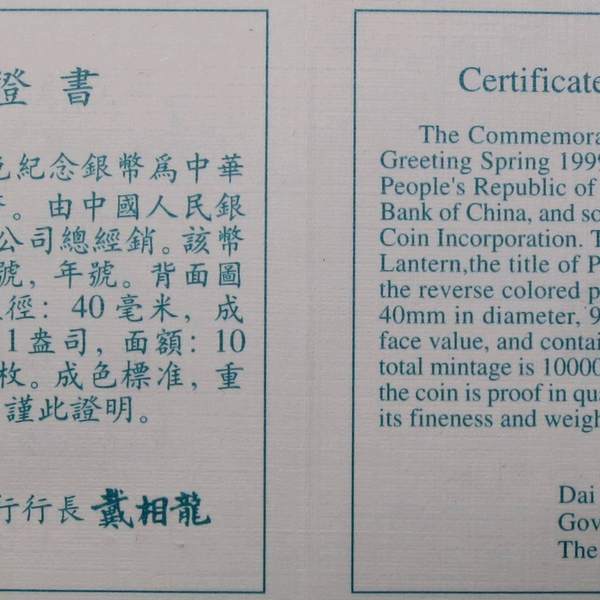 證書
色紀念銀幣爲中華
。由中國人民銀
公司總經銷。該幣
號，年號。背面圖
徑：40毫米，成
1盎司，面額：10
枚。成色標準，重
謹此證明。
行行長 戴相龍
Certificate
The Commemora
Greeting Spring 1999
People's Republic of
Bank of China, and so
Coin Incorporation. T
Lantern,the title of P
the reverse colored p
40mm in diameter, 9
face value, and contai
total mintage is 10000
the coin is proof in qua
its fineness and weigh
Dai
Gov
The